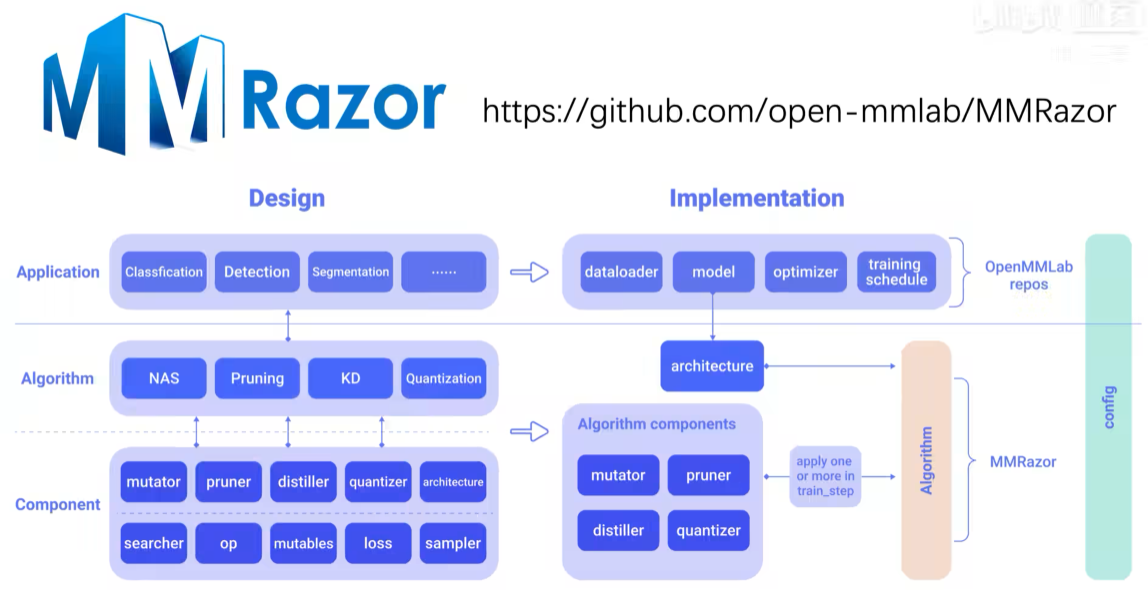 MM Razor
https://github.com/open-mmlab/MMRazor
Design
Implementation
Application
Classfication
Detection
Segmentation
......
dataloader
model
optimizer
training
schedule
OpenMMLab
repos
Algorithm
NAS
Pruning
KD
Quantization
architecture
Component
mutator
pruner
distiller
quantizer
architecture
searcher
op
mutables
loss
sampler
Algorithm components
mutator
pruner
distiller
quantizer
apply one
or more in
train_step
Algorithm
MMRazor
config